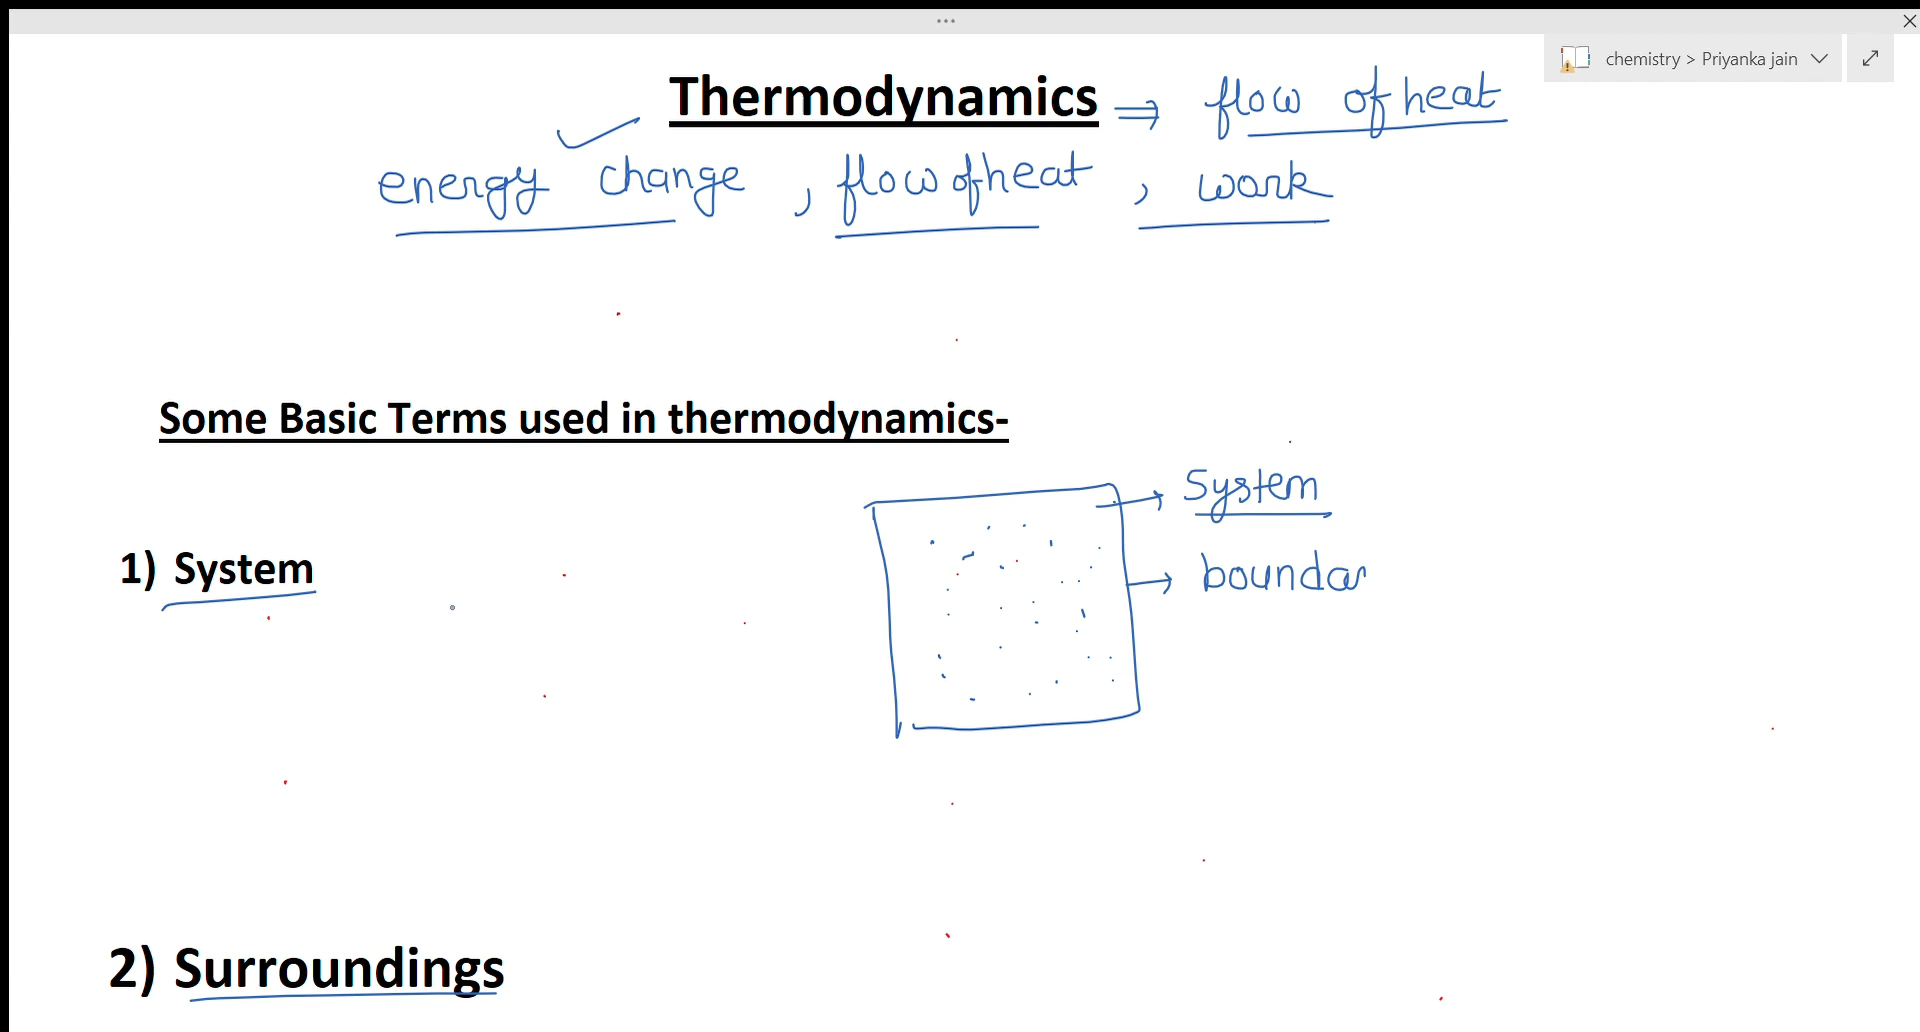 chemistry > Priyanka jain
Thermodynamics ⇒ flow of heat
energy change , flow of heat , work
Some Basic Terms used in thermodynamics-
System
1) System
boundar
2) Surroundings